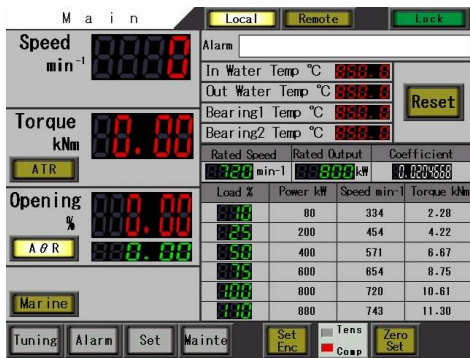 Main
Local Remote Lock
Speed
min⁻¹
0
Alarm
In Water Temp °C
Out Water Temp °C
Bearing1 Temp °C
Bearing2 Temp °C
Reset
Torque
kNm
0.00
ATR
Rated Speed Rated Output Coefficient
720 min-1 800 kW 0.0204668
Opening
%
0.00
AθR
0.00
Marine
Load % Power kW Speed min-1 Torque kNm
10 80 334 2.28
25 200 454 4.22
50 400 571 6.67
75 600 654 8.75
100 800 720 10.61
110 880 743 11.30
Tuning Alarm Set Mainte
Set
Enc
Tens
Comp
Zero
Set